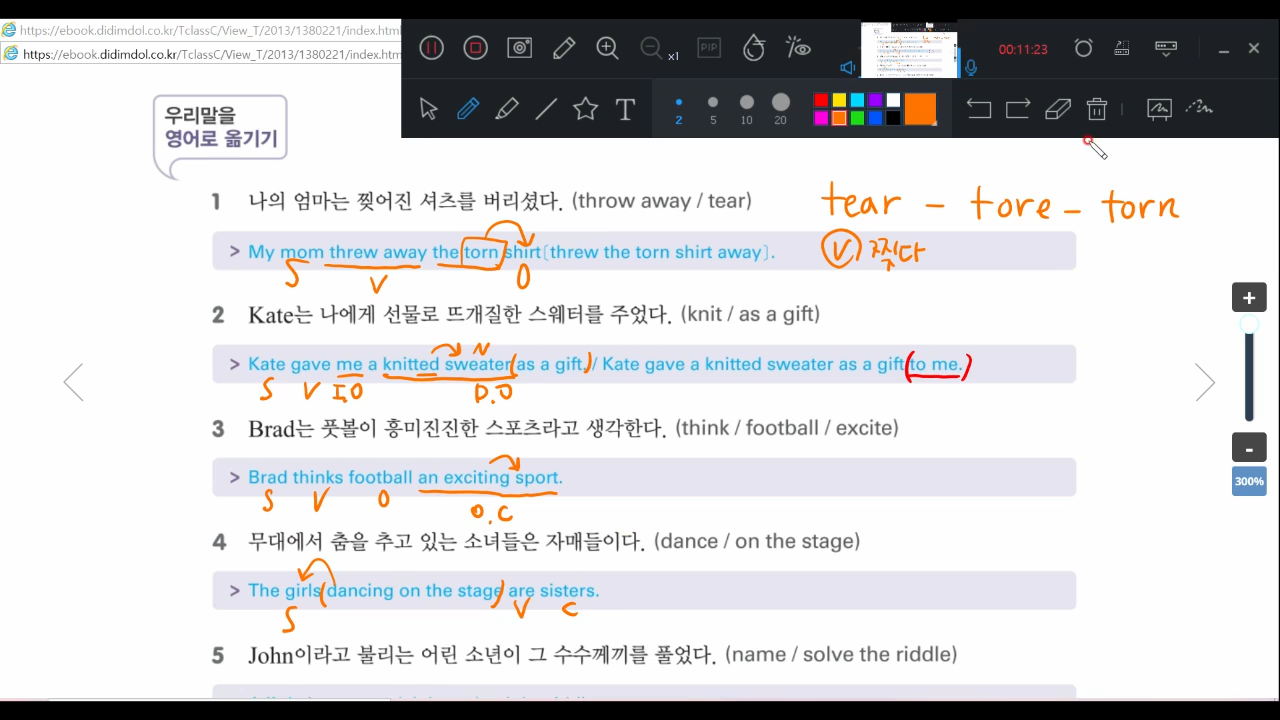 https://ebook.didimdol.co.kr/TclassCA/Jin_T/2013/1380221/index.html
https://ebook.didimdol.co.kr/
x1
PIP
00:11:23
T
2 5 10 20
우리말을
영어로 옮기기
1 나의 엄마는 찢어진 셔츠를 버리셨다. (throw away / tear)
tear - tore - torn
> My mom threw away the torn shirt[threw the torn shirt away].
V 찢다
S V O
2 Kate는 나에게 선물로 뜨개질한 스웨터를 주었다. (knit / as a gift)
N
> Kate gave me a knitted sweater (as a gift.) / Kate gave a knitted sweater as a gift (to me.)
S V I.O D.O
3 Brad는 풋볼이 흥미진진한 스포츠라고 생각한다. (think / football / excite)
> Brad thinks football an exciting sport.
S V O O.C
4 무대에서 춤을 추고 있는 소녀들은 자매들이다. (dance / on the stage)
> The girls (dancing on the stage) are sisters.
S V C
5 John이라고 불리는 어린 소년이 그 수수께끼를 풀었다. (name / solve the riddle)
+
-
300%